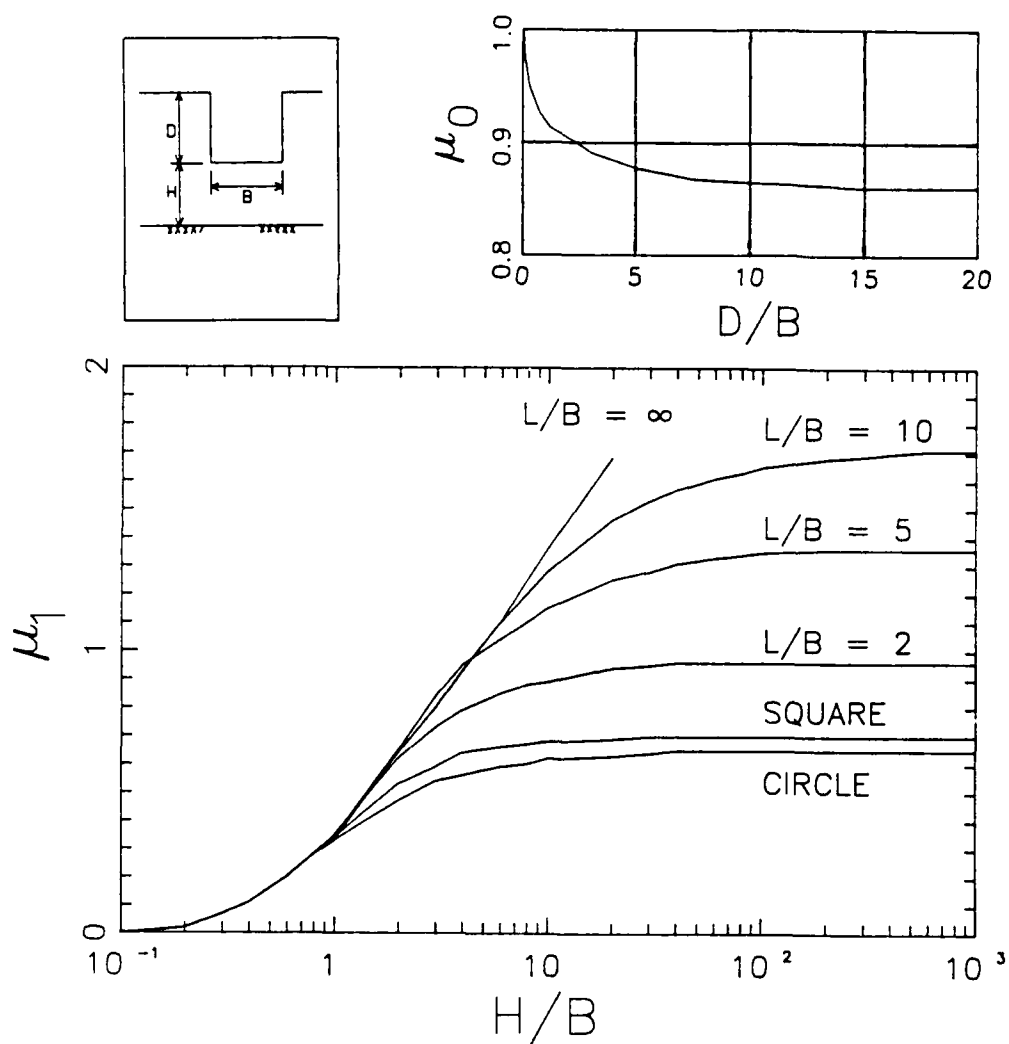 D
H
B
1.0
0.9
0.8
μ0
0 5 10 15 20
D/B
2
1
0
μ1
L/B = ∞
L/B = 10
L/B = 5
L/B = 2
SQUARE
CIRCLE
10⁻¹ 1 10 10² 10³
H/B